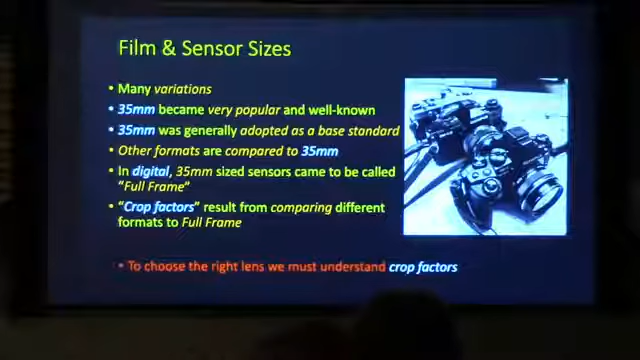 Film & Sensor Sizes
• Many variations
• 35mm became very popular and well-known
• 35mm was generally adopted as a base standard
• Other formats are compared to 35mm
• In digital, 35mm sized sensors came to be called
"Full Frame"
• "Crop factors" result from comparing different
formats to Full Frame
• To choose the right lens we must understand crop factors